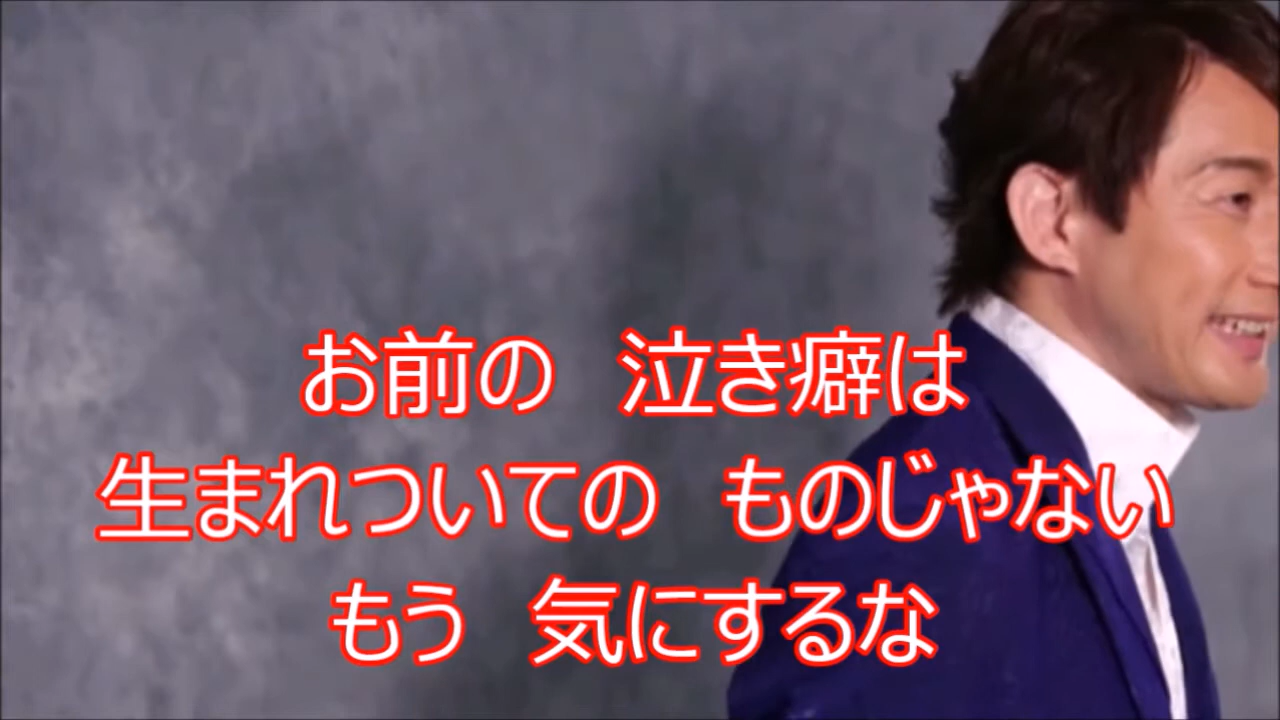 お前の　泣き癖は
生まれついての　ものじゃない
もう　気にするな